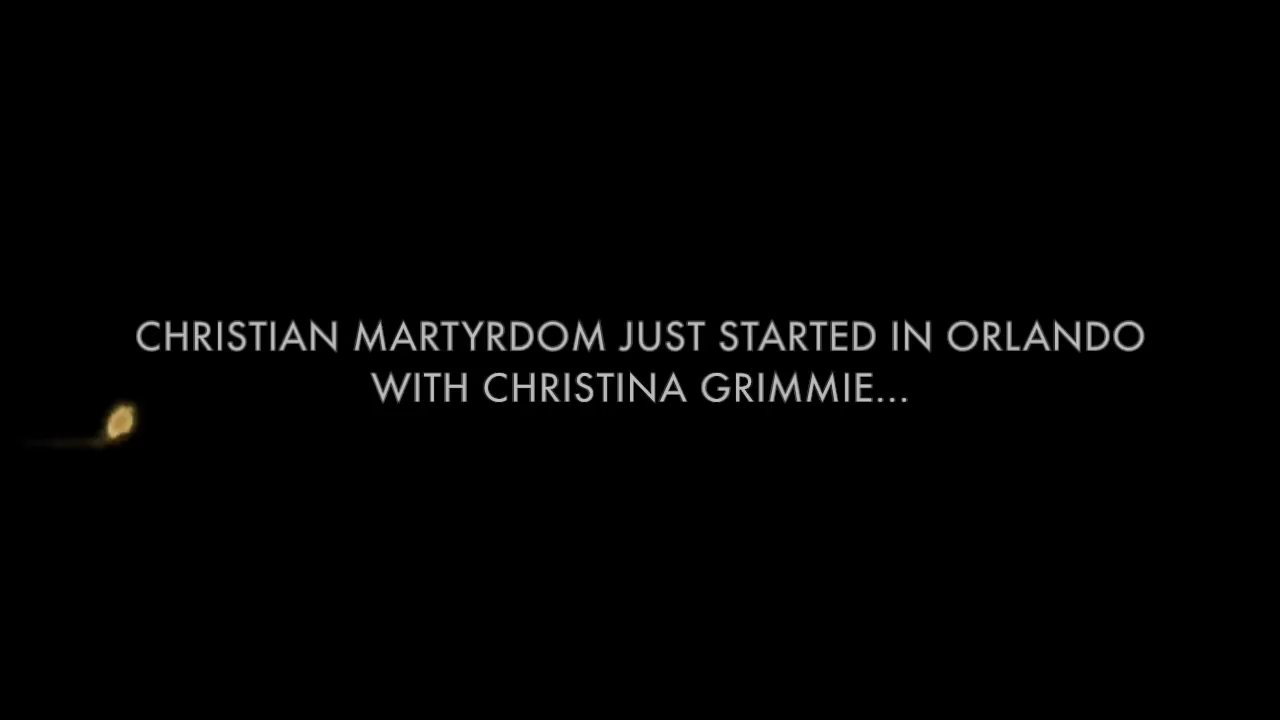 CHRISTIAN MARTYRDOM JUST STARTED IN ORLANDO
WITH CHRISTINA GRIMMIE...